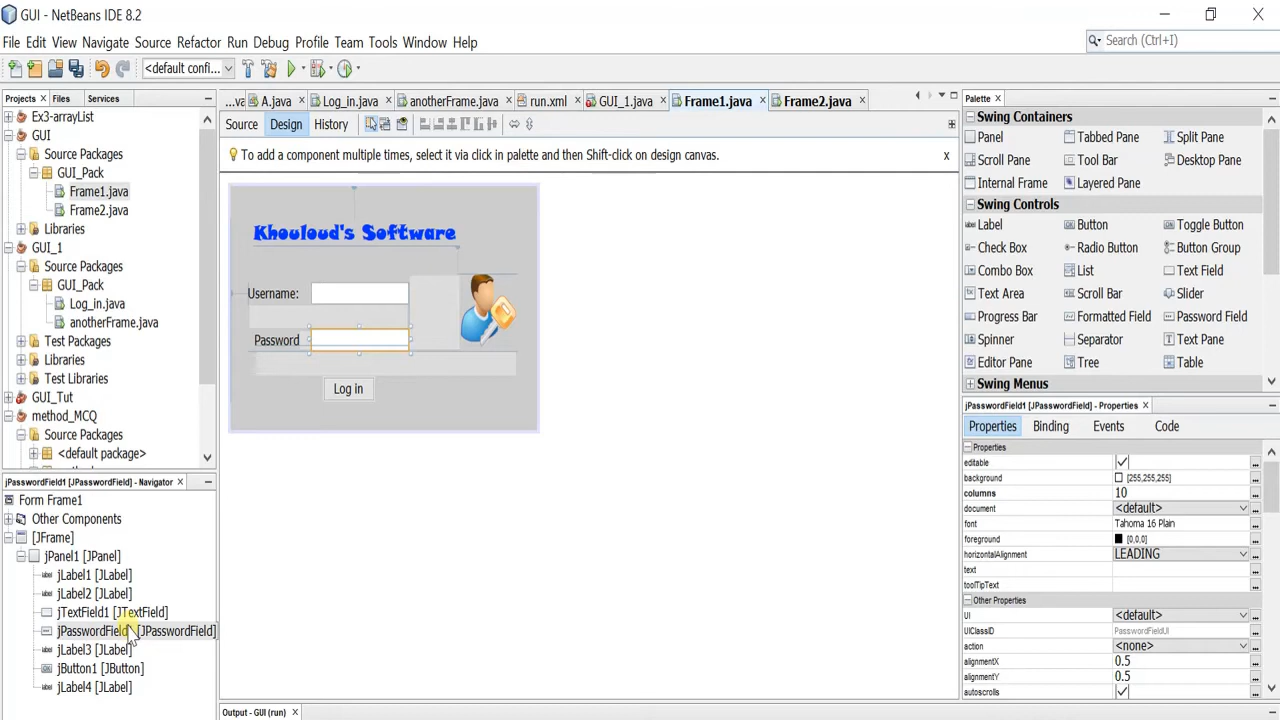 GUI - NetBeans IDE 8.2
File Edit View Navigate Source Refactor Run Debug Profile Team Tools Window Help
Search (Ctrl+I)
<default confi...
Projects Files Services
...va A.java Log_in.java anotherFrame.java run.xml GUI_1.java Frame1.java Frame2.java
Source Design History
To add a component multiple times, select it via click in palette and then Shift-click on design canvas. x
Ex3-arrayList
GUI
Source Packages
GUI_Pack
Frame1.java
Frame2.java
Libraries
GUI_1
Source Packages
GUI_Pack
Log_in.java
anotherFrame.java
Test Packages
Libraries
Test Libraries
GUI_Tut
method_MCQ
Source Packages
<default package>
Khouloud's Software
Username:
Password
Log in
Palette
Swing Containers
Panel Tabbed Pane Split Pane
Scroll Pane Tool Bar Desktop Pane
Internal Frame Layered Pane
Swing Controls
Label Button Toggle Button
Check Box Radio Button Button Group
Combo Box List Text Field
Text Area Scroll Bar Slider
Progress Bar Formatted Field Password Field
Spinner Separator Text Pane
Editor Pane Tree Table
Swing Menus
jPasswordField1 [JPasswordField] - Navigator
Form Frame1
Other Components
[JFrame]
jPanel1 [JPanel]
jLabel1 [JLabel]
jLabel2 [JLabel]
jTextField1 [JTextField]
jPasswordField [JPasswordField]
jLabel3 [JLabel]
jButton1 [JButton]
jLabel4 [JLabel]
jPasswordField1 [JPasswordField] - Properties
Properties Binding Events Code
Properties
editable
background [255,255,255]
columns 10
document <default>
font Tahoma 16 Plain
foreground [0,0,0]
horizontalAlignment LEADING
text
toolTipText
Other Properties
UI <default>
UIClassID PasswordFieldUI
action <none>
alignmentX 0.5
alignmentY 0.5
autoscrolls
Output - GUI (run)